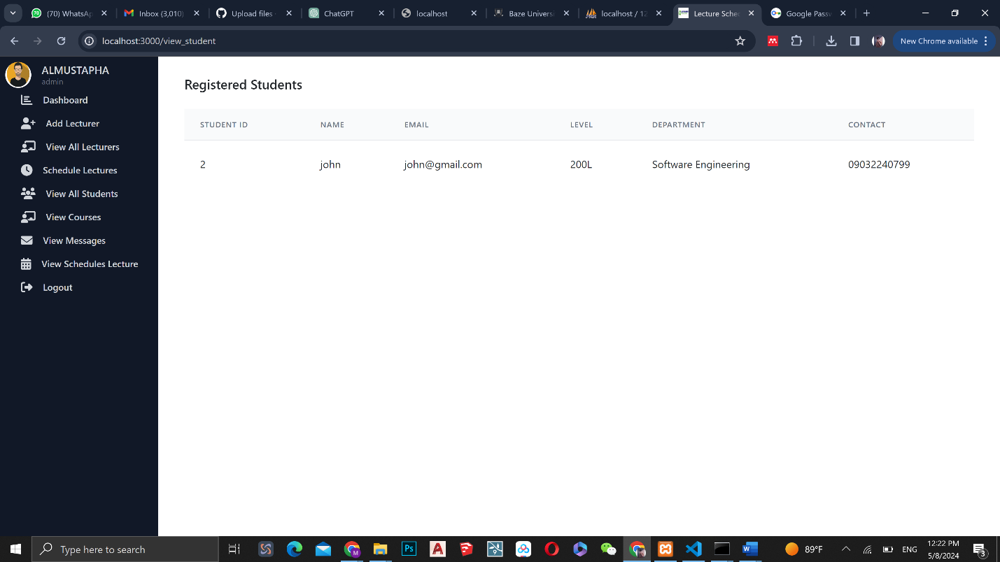 (70) WhatsAp
Inbox (3,010)
Upload files
ChatGPT
localhost
Baze Universi
localhost / 12
Lecture Sched
Google Passw
localhost:3000/view_student
New Chrome available
ALMUSTAPHA
admin
Dashboard
Add Lecturer
View All Lecturers
Schedule Lectures
View All Students
View Courses
View Messages
View Schedules Lecture
Logout
Registered Students
STUDENT ID NAME EMAIL LEVEL DEPARTMENT CONTACT
2 john john@gmail.com 200L Software Engineering 09032240799
Type here to search
Ps
89°F
ENG
12:22 PM
5/8/2024
3